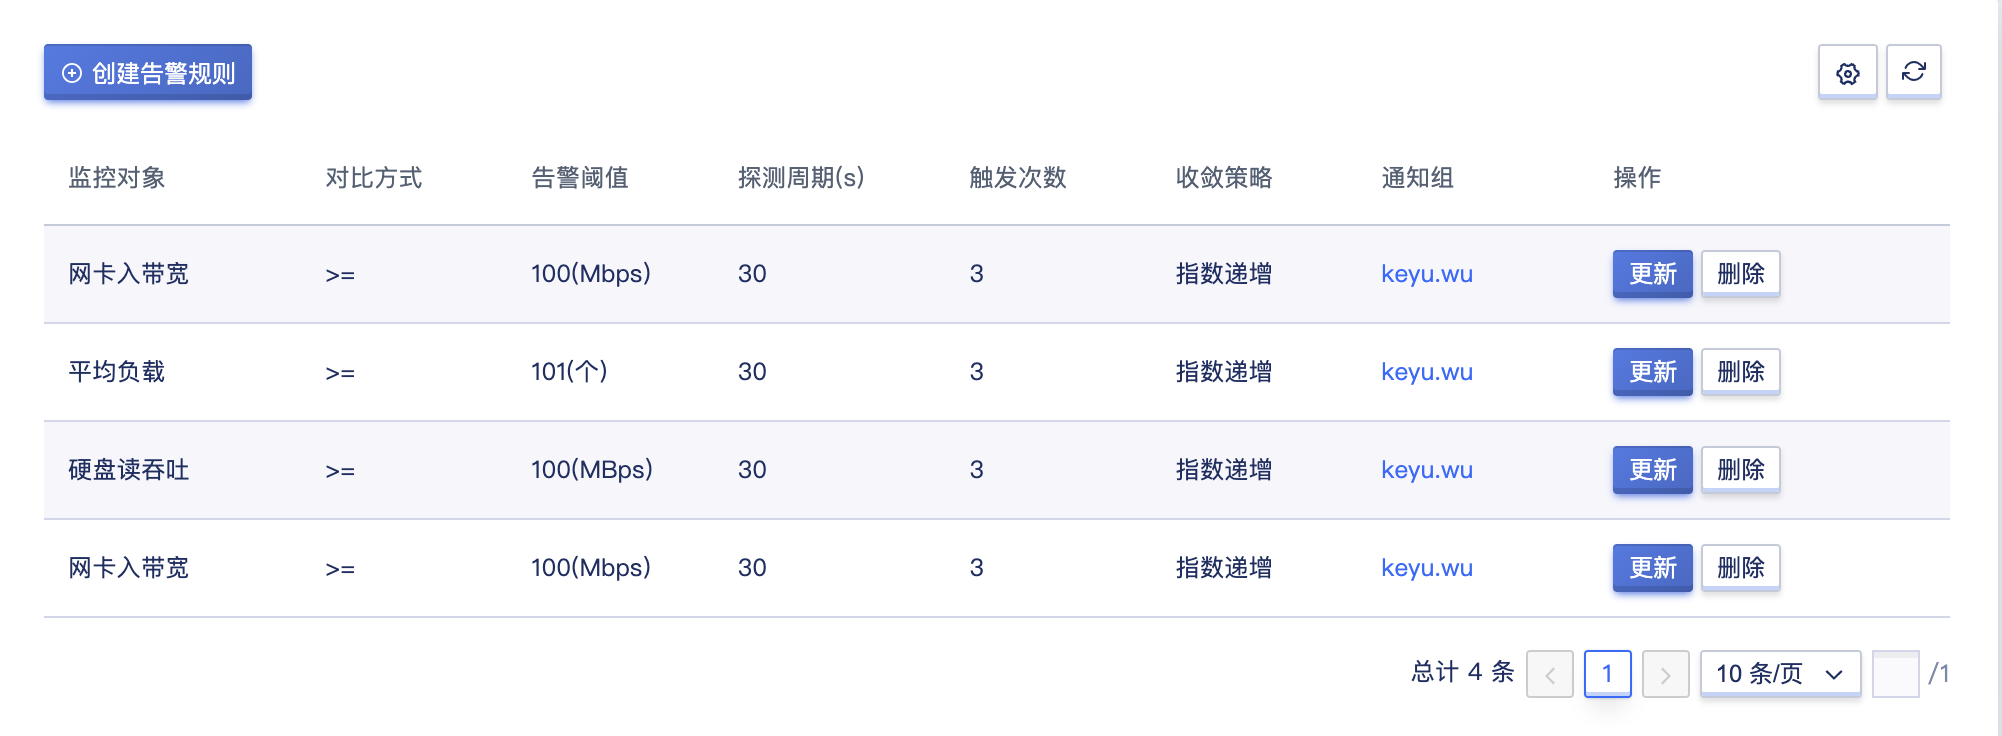 创建告警规则
监控对象 对比方式 告警阈值 探测周期(s) 触发次数 收敛策略 通知组 操作
网卡入带宽 >= 100(Mbps) 30 3 指数递增 keyu.wu 更新 删除
平均负载 >= 101(个) 30 3 指数递增 keyu.wu 更新 删除
硬盘读吞吐 >= 100(MBps) 30 3 指数递增 keyu.wu 更新 删除
网卡入带宽 >= 100(Mbps) 30 3 指数递增 keyu.wu 更新 删除
总计 4 条 1 10 条/页 /1